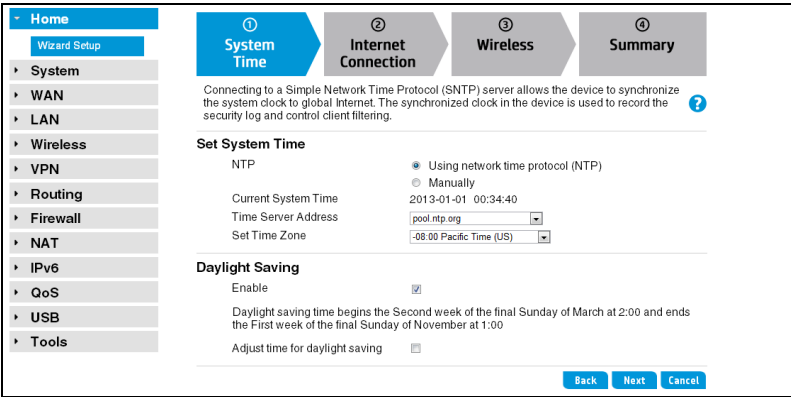 Home
Wizard Setup
System
WAN
LAN
Wireless
VPN
Routing
Firewall
NAT
IPv6
QoS
USB
Tools
① System Time
② Internet Connection
③ Wireless
④ Summary
Connecting to a Simple Network Time Protocol (SNTP) server allows the device to synchronize
the system clock to global Internet. The synchronized clock in the device is used to record the
security log and control client filtering.
?
Set System Time
NTP
Using network time protocol (NTP)
Manually
Current System Time 2013-01-01 00:34:40
Time Server Address pool.ntp.org
Set Time Zone -08:00 Pacific Time (US)
Daylight Saving
Enable
Daylight saving time begins the Second week of the final Sunday of March at 2:00 and ends
the First week of the final Sunday of November at 1:00
Adjust time for daylight saving
Back Next Cancel